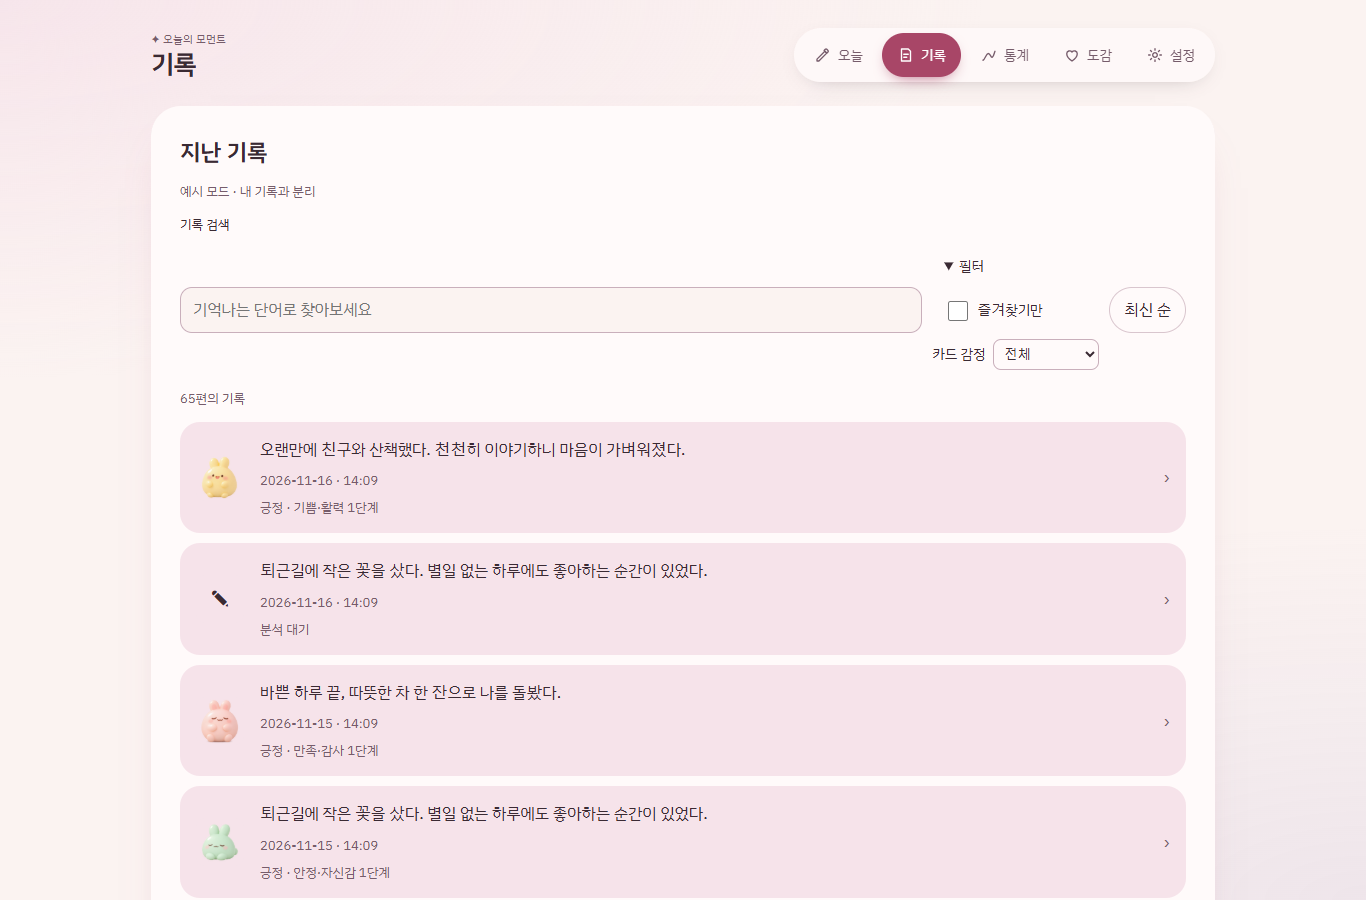 ✦ 오늘의 모먼트
기록
오늘
기록
통계
도감
설정
지난 기록
예시 모드 · 내 기록과 분리
기록 검색
▼ 필터
기억나는 단어로 찾아보세요
즐겨찾기만
최신 순
카드 감정 전체
65편의 기록
오랜만에 친구와 산책했다. 천천히 이야기하니 마음이 가벼워졌다.
2026-11-16 · 14:09
긍정 · 기쁨·활력 1단계
퇴근길에 작은 꽃을 샀다. 별일 없는 하루에도 좋아하는 순간이 있었다.
2026-11-16 · 14:09
분석 대기
바쁜 하루 끝, 따뜻한 차 한 잔으로 나를 돌봤다.
2026-11-15 · 14:09
긍정 · 만족·감사 1단계
퇴근길에 작은 꽃을 샀다. 별일 없는 하루에도 좋아하는 순간이 있었다.
2026-11-15 · 14:09
긍정 · 안정·자신감 1단계